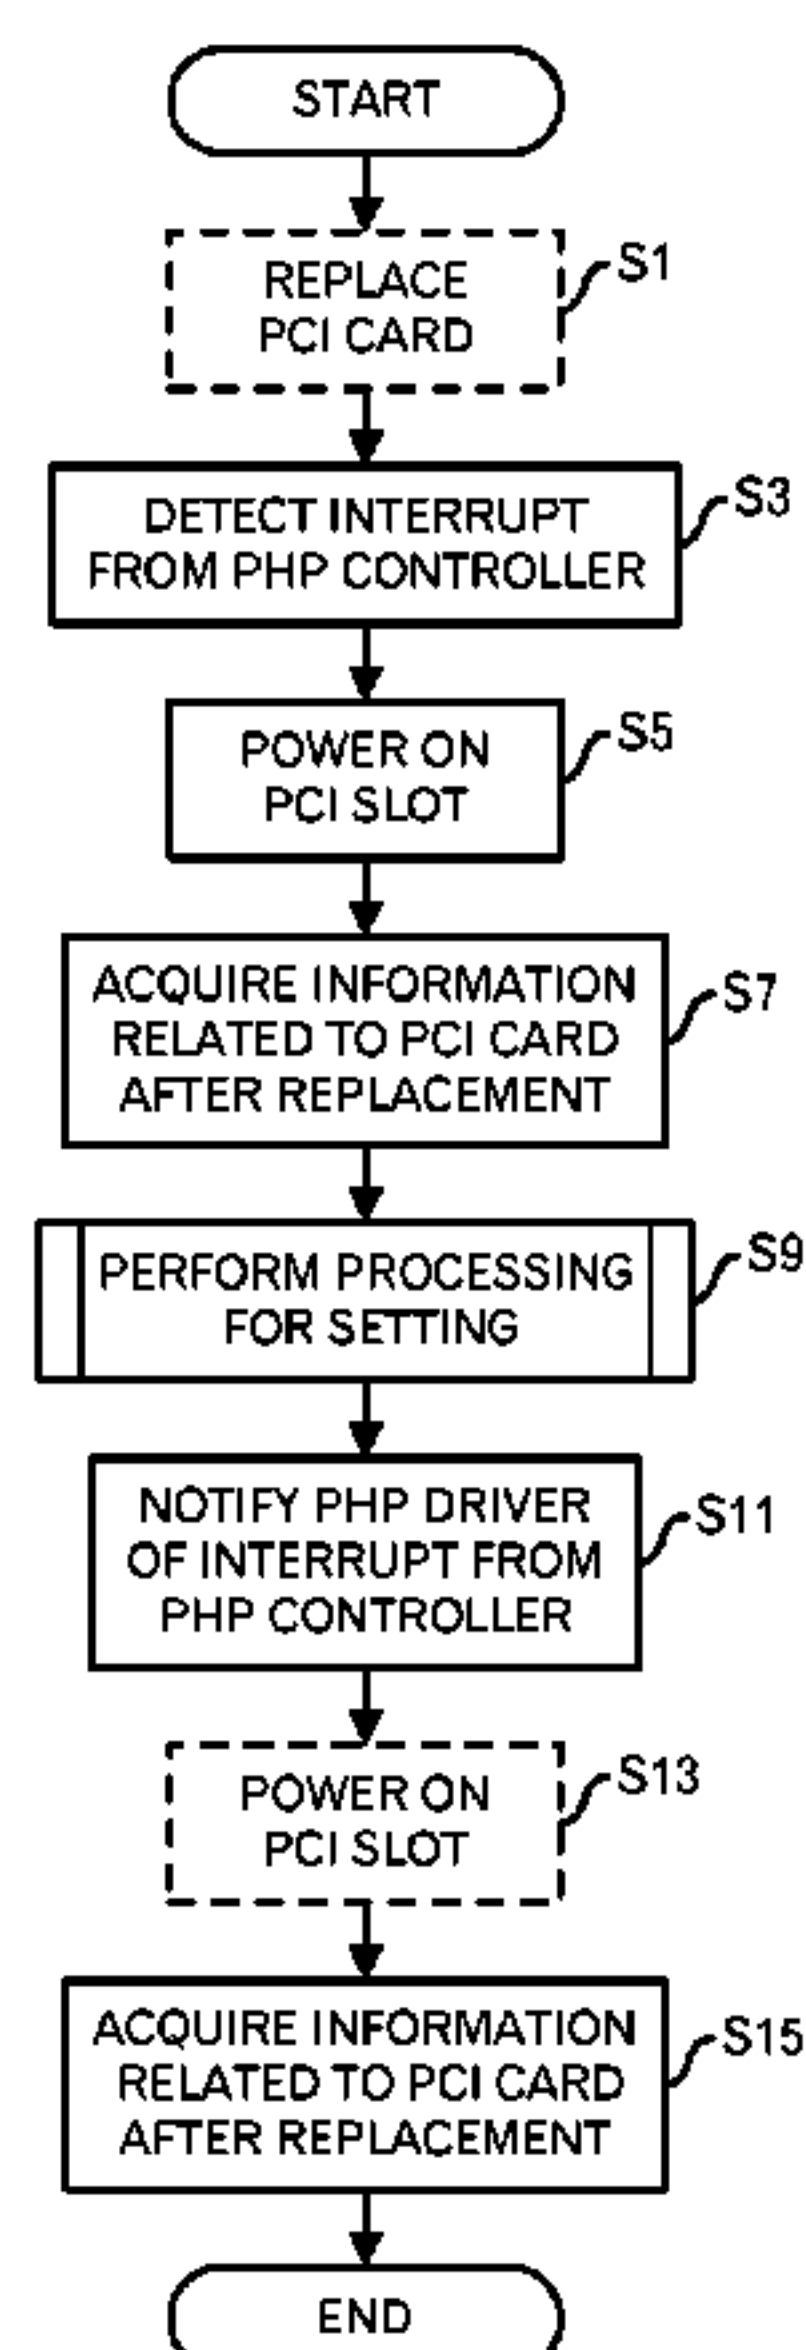 START
REPLACE
PCI CARD
S1
DETECT INTERRUPT
FROM PHP CONTROLLER
S3
POWER ON
PCI SLOT
S5
ACQUIRE INFORMATION
RELATED TO PCI CARD
AFTER REPLACEMENT
S7
PERFORM PROCESSING
FOR SETTING
S9
NOTIFY PHP DRIVER
OF INTERRUPT FROM
PHP CONTROLLER
S11
POWER ON
PCI SLOT
S13
ACQUIRE INFORMATION
RELATED TO PCI CARD
AFTER REPLACEMENT
S15
END